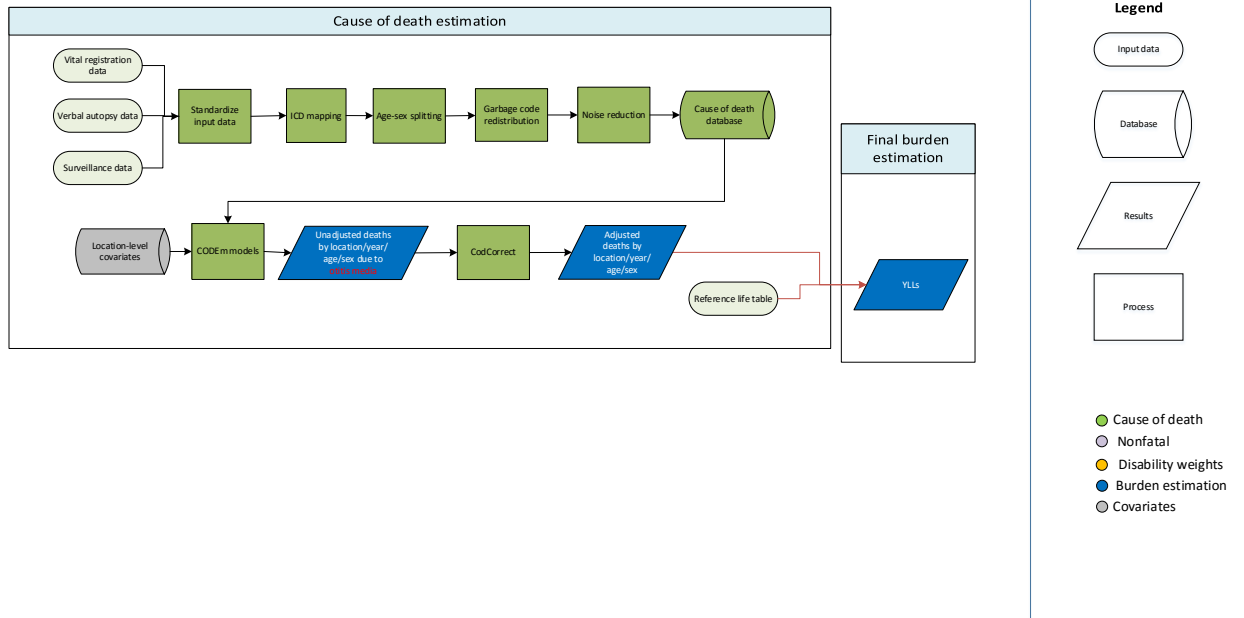 Cause of death estimation
Vital registration
data
Verbal autopsy data
Surveillance data
Standardize
input data
ICD mapping
Age-sex splitting
Garbage code
redistribution
Noise reduction
Cause of death
database
Location-level
covariates
CODEm models
Unadjusted deaths
by location/year/
age/sex due to
CodCorrect
Adjusted
deaths by
location/year/
age/sex
Reference life table
Final burden
estimation
YLLs
Legend
Input data
Database
Results
Process
Cause of death
Nonfatal
Disability weights
Burden estimation
Covariates